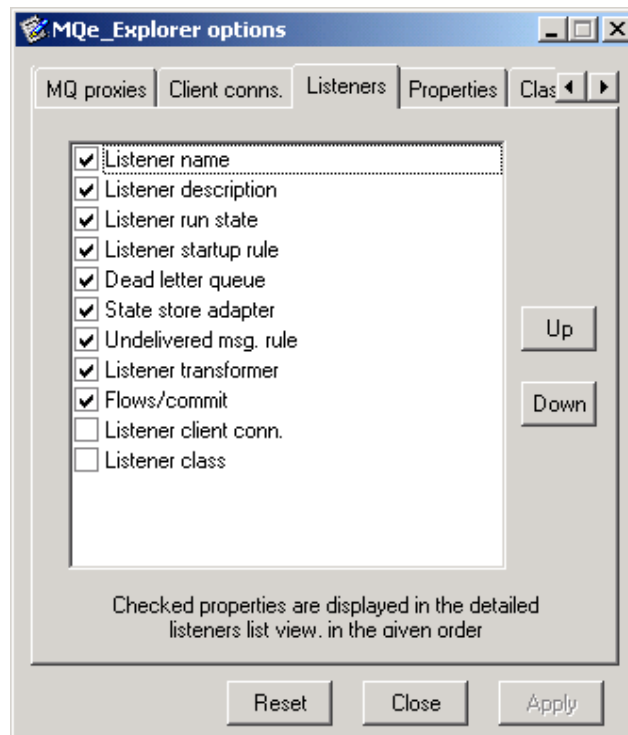 MQe_Explorer options
MQ proxies Client conns. Listeners Properties Clas
Listener name
Listener description
Listener run state
Listener startup rule
Dead letter queue
State store adapter
Undelivered msg. rule
Listener transformer
Flows/commit
Listener client conn.
Listener class
Up
Down
Checked properties are displayed in the detailed
listeners list view, in the given order
Reset Close Apply